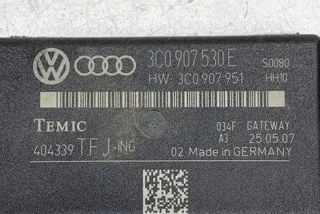 3C0 907 530 E S0080
HW: 3C0 907 951 HH10
TEMIC 034F GATEWAY
A3 25.05.07
404339 TFJ-ING 02 Made in GERMANY